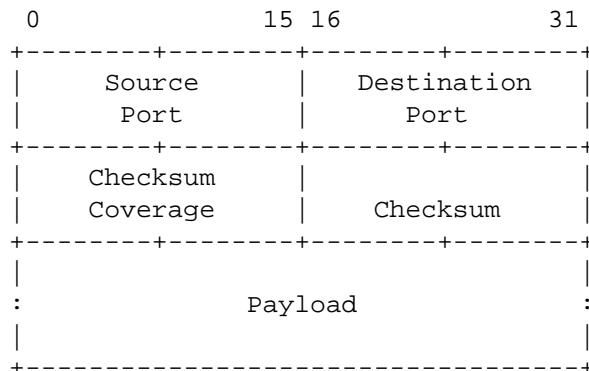 0 15 16 31
+--------+--------+--------+--------+
| Source | Destination |
| Port | Port |
+--------+--------+--------+--------+
| Checksum | |
| Coverage | Checksum |
+--------+--------+--------+--------+
| |
: Payload :
| |
+-----------------------------------+